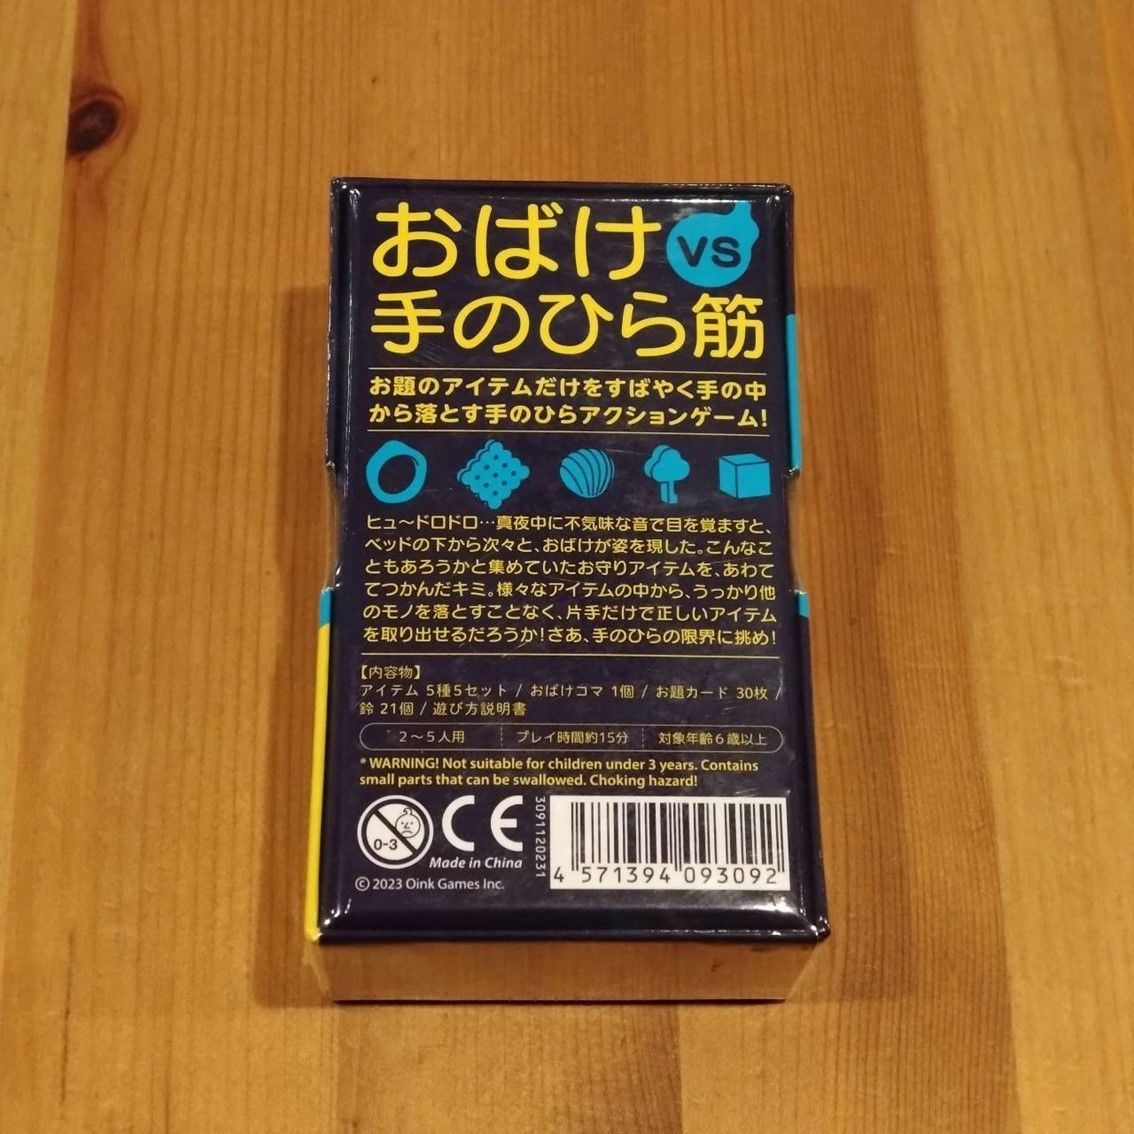 おばけ vs
手のひら筋
お題のアイテムだけをすばやく手の中
から落とす手のひらアクションゲーム!
ヒュ〜ドロドロ…真夜中に不気味な音で目を覚ますと、
ベッドの下から次々と、おばけが姿を現した。こんなこ
ともあろうかと集めていたお守りアイテムを、あわて
てつかんだキミ。様々なアイテムの中から、うっかり他
のモノを落とすことなく、片手だけで正しいアイテム
を取り出せるだろうか!さあ、手のひらの限界に挑め!
【内容物】
アイテム 5種5セット / おばけコマ 1個 / お題カード 30枚 /
鈴 21個 / 遊び方説明書
2〜5人用 プレイ時間約15分 対象年齢6歳以上
* WARNING! Not suitable for children under 3 years. Contains
small parts that can be swallowed. Choking hazard!
0-3
CE
Made in China
© 2023 Oink Games Inc.
3091120231
4 571394 093092